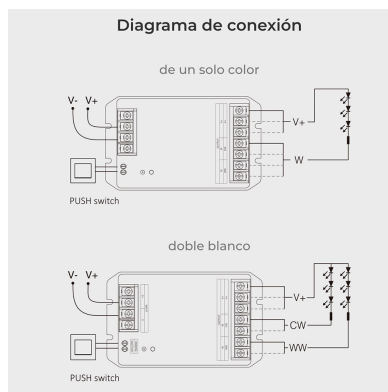 Diagrama de conexión
de un solo color
V- V+
V+
W
PUSH switch
doble blanco
V- V+
V+
CW
WW
PUSH switch